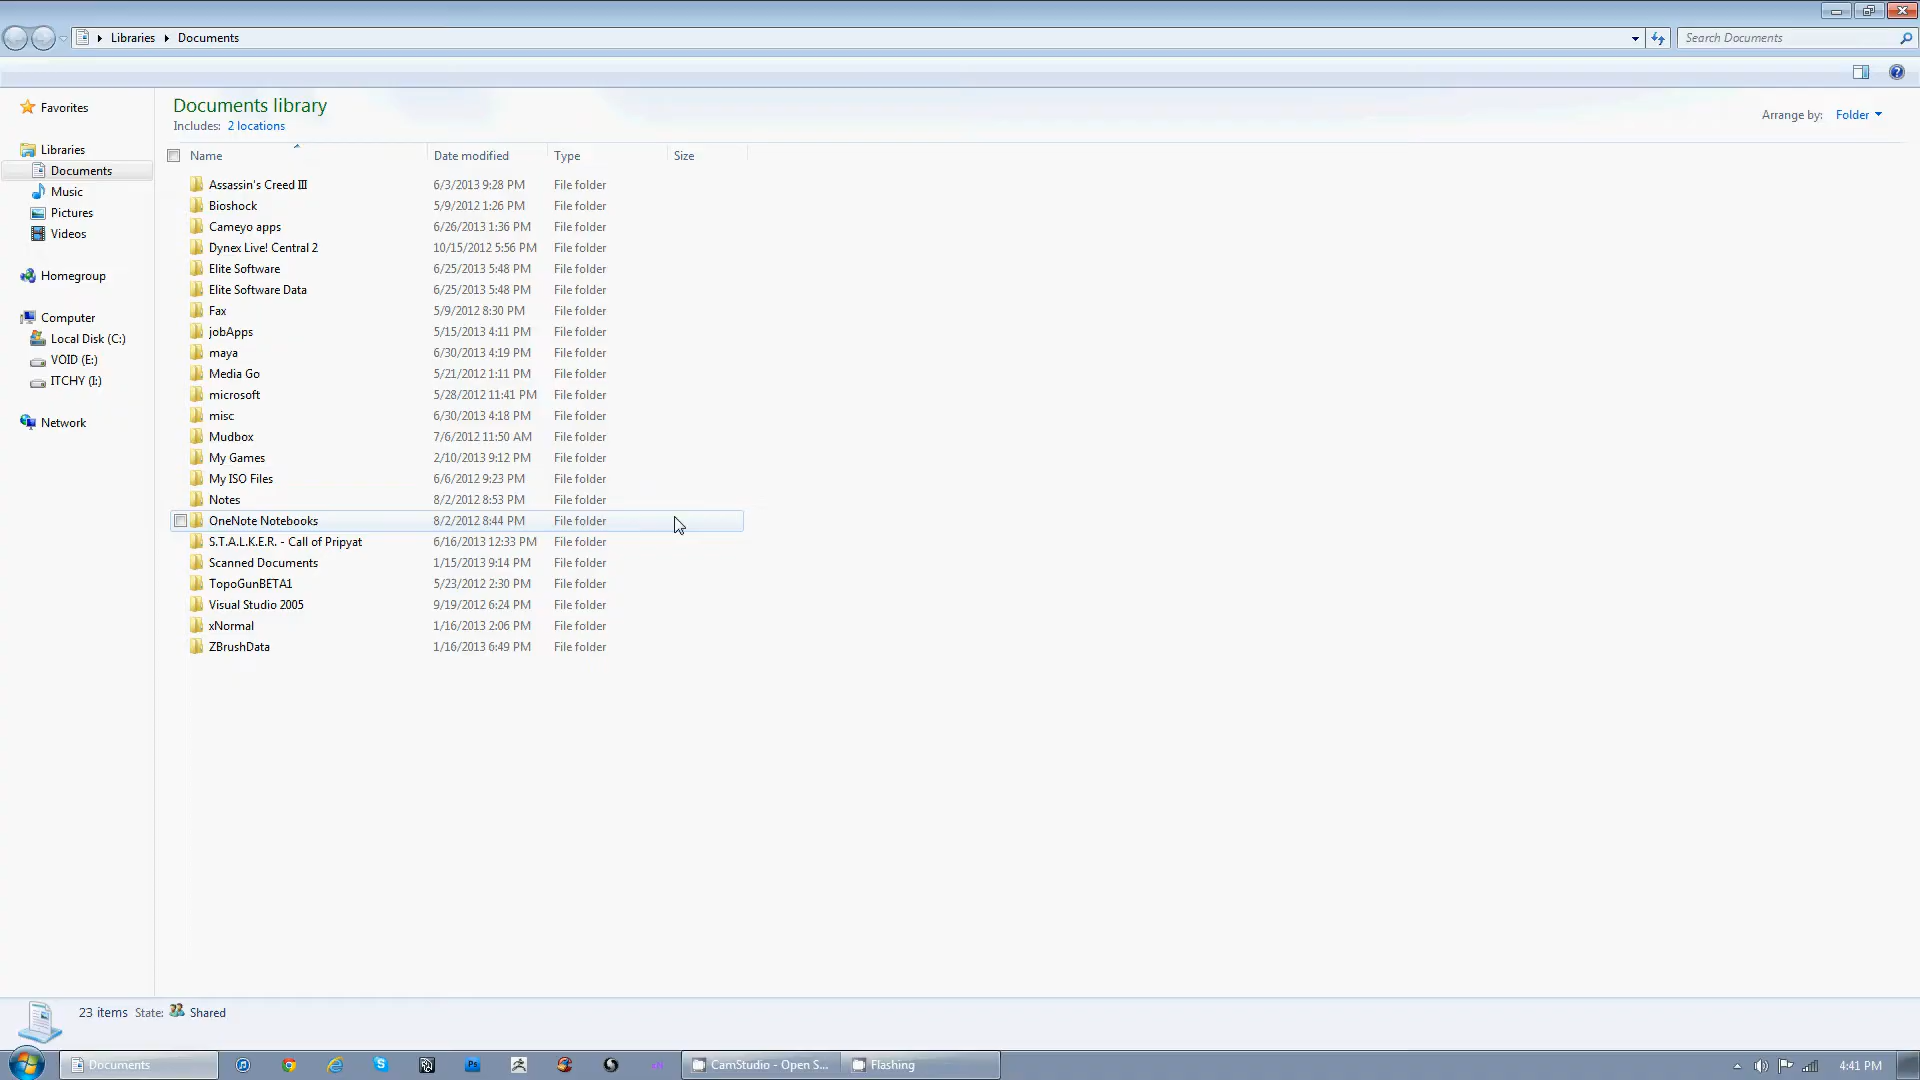 Libraries Documents
Search Documents
Documents library
Includes: 2 locations
Arrange by: Folder
Favorites
Libraries
Documents
Music
Pictures
Videos
Homegroup
Computer
Local Disk (C:)
VOID (E:)
ITCHY (I:)
Network
Name Date modified Type Size
Assassin's Creed III 6/3/2013 9:28 PM File folder
Bioshock 5/9/2012 1:26 PM File folder
Cameyo apps 6/26/2013 1:36 PM File folder
Dynex Live! Central 2 10/15/2012 5:56 PM File folder
Elite Software 6/25/2013 5:48 PM File folder
Elite Software Data 6/25/2013 5:48 PM File folder
Fax 5/9/2012 8:30 PM File folder
jobApps 5/15/2013 4:11 PM File folder
maya 6/30/2013 4:19 PM File folder
Media Go 5/21/2012 1:11 PM File folder
microsoft 5/28/2012 11:41 PM File folder
misc 6/30/2013 4:18 PM File folder
Mudbox 7/6/2012 11:50 AM File folder
My Games 2/10/2013 9:12 PM File folder
My ISO Files 6/6/2012 9:23 PM File folder
Notes 8/2/2012 8:53 PM File folder
OneNote Notebooks 8/2/2012 8:44 PM File folder
S.T.A.L.K.E.R. - Call of Pripyat 6/16/2013 12:33 PM File folder
Scanned Documents 1/15/2013 9:14 PM File folder
TopoGunBETA1 5/23/2012 2:30 PM File folder
Visual Studio 2005 9/19/2012 6:24 PM File folder
xNormal 1/16/2013 2:06 PM File folder
ZBrushData 1/16/2013 6:49 PM File folder
23 items State: Shared
Documents
Ps
CamStudio - Open S...
Flashing
4:41 PM